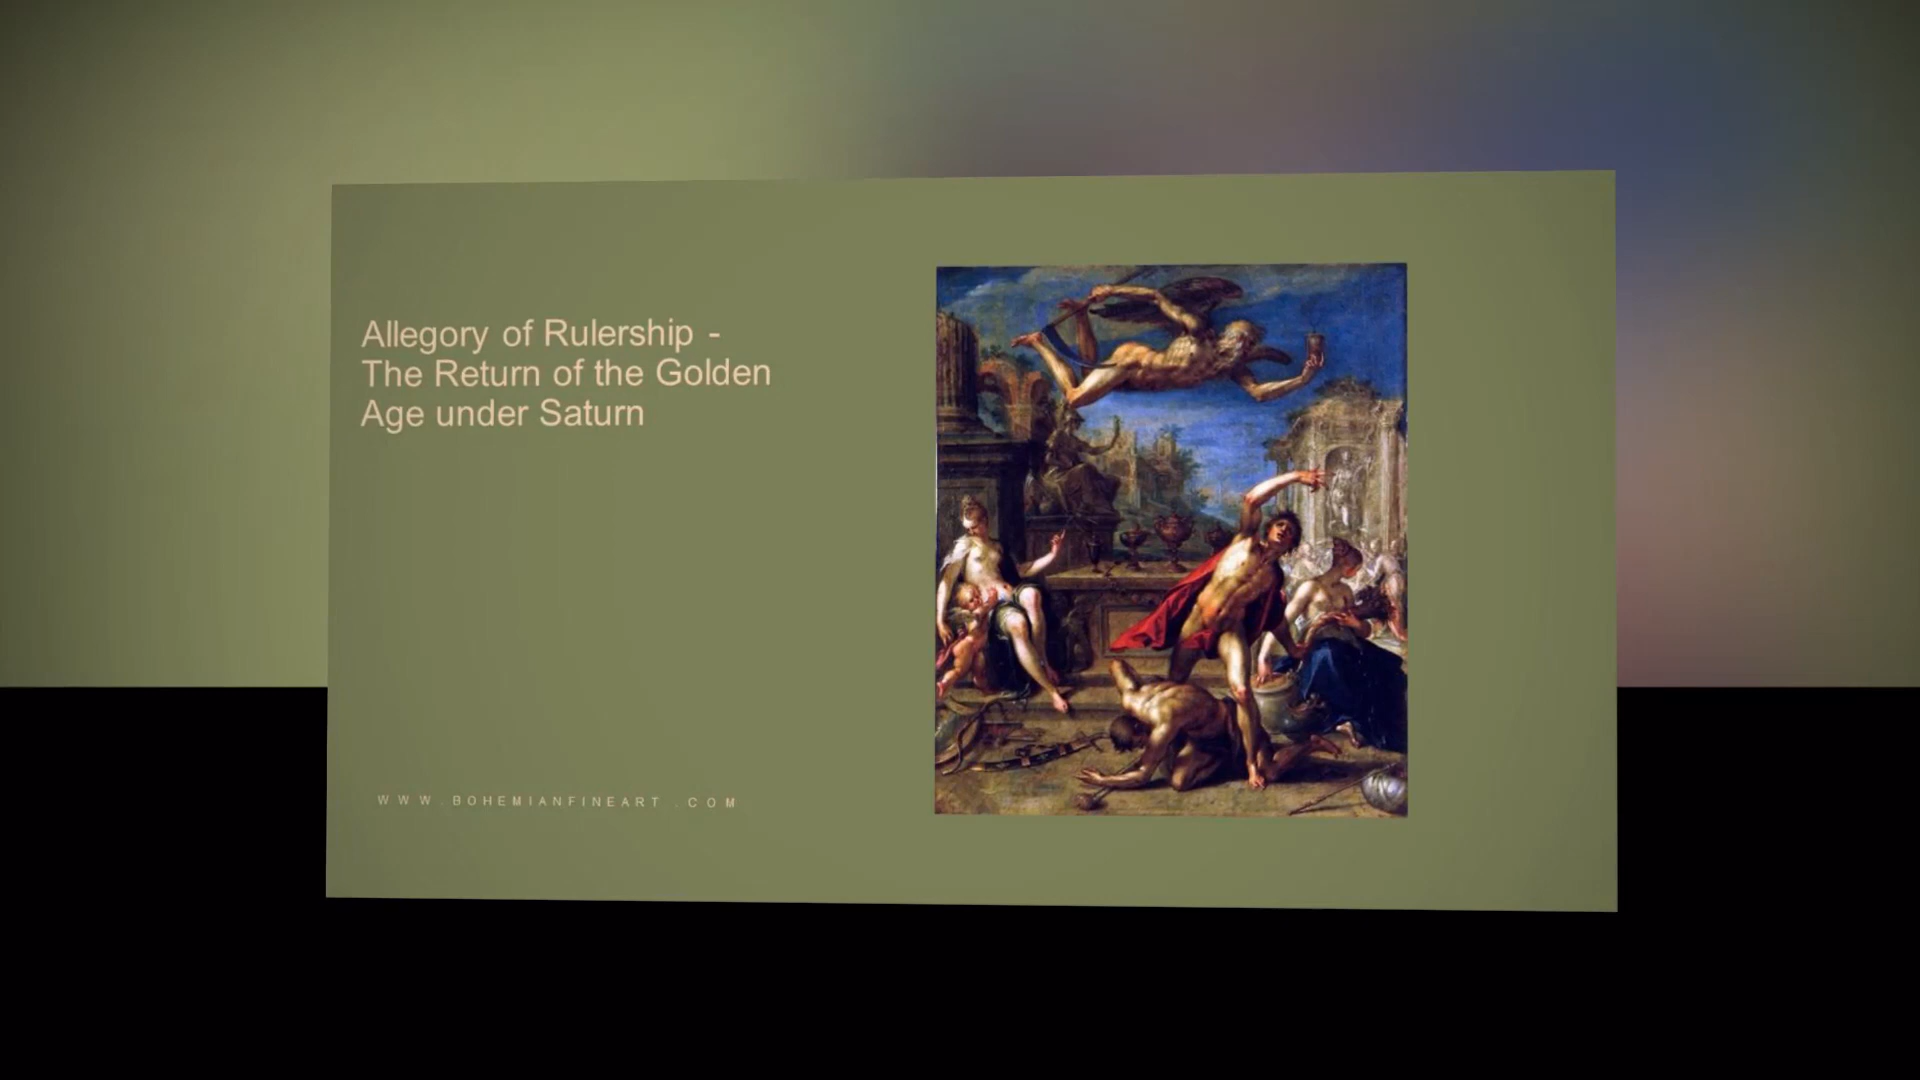 Allegory of Rulership -
The Return of the Golden
Age under Saturn
WWW.BOHEMIANFINEART.COM